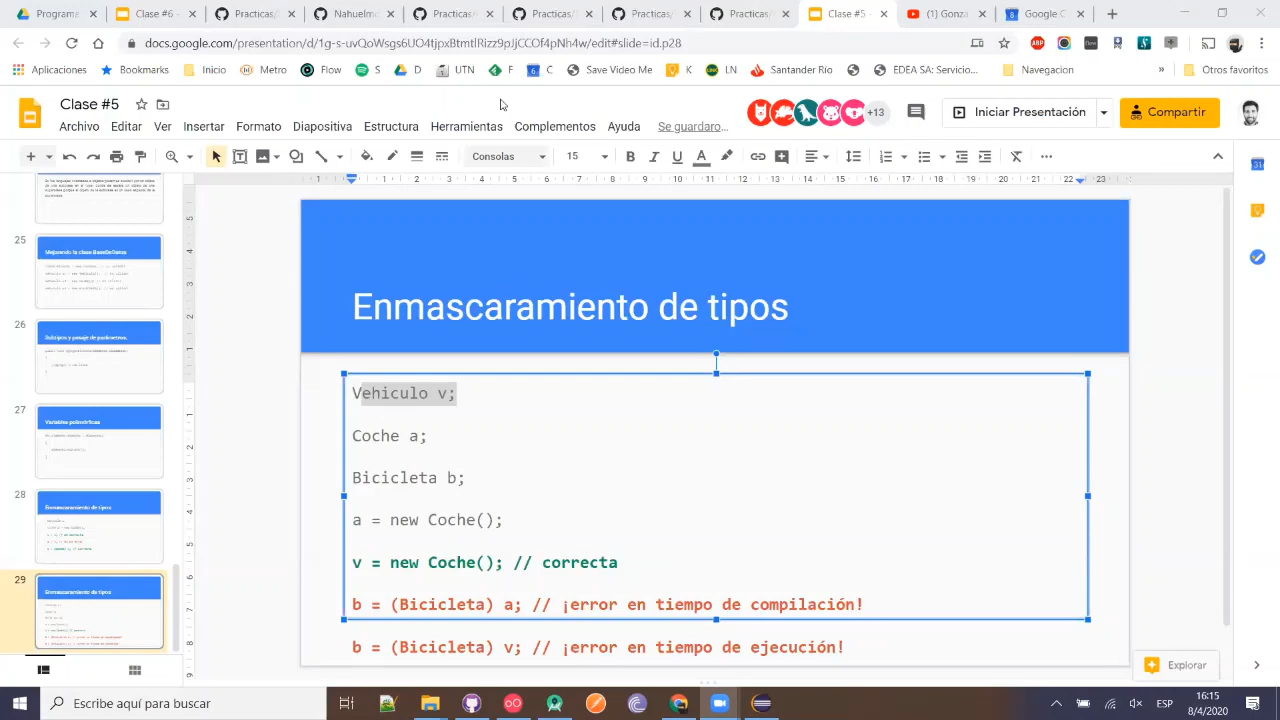 Programa
Clase #6
Practicas/
Nahuelm
Practicas/
Practicas/
Practicas/
Practicas/
Clase #5 -
(1) Gonza
Google C
docs.google.com/presentation/d/1g-s-uvQoWxqs6UO4tjbzBtunVmzz9pJjCCOf4pNh4w/edit#slide=id.p28
Aplicaciones
Bookmarks
Inicio
Metro
Flow
S
D
UTN
F
C
Save Video Me
K
LN
Santander Río
EDEA SA: Servicio...
Navegacion
»
Otros favoritos
Clase #5
+13
Iniciar Presentación
Compartir
Archivo Editar Ver Insertar Formato Diapositiva Estructura Herramientas Complementos Ayuda Se guardaro...
Consolas
15
25
Mejorando la clase BaseDeDatos
26
Subtipos y pasaje de parámetros.
27
Variables polimórficas
28
Enmascaramiento de tipos
29
Enmascaramiento de tipos
Enmascaramiento de tipos
Vehiculo v;
Coche a;
Bicicleta b;
a = new Coche();
v = new Coche(); // correcta
b = (Bicicleta) a; // ¡error en tiempo de compilación!
b = (Bicicleta) v; // ¡error en tiempo de ejecución!
Explorar
Escribe aquí para buscar
ESP
16:15
8/4/2020